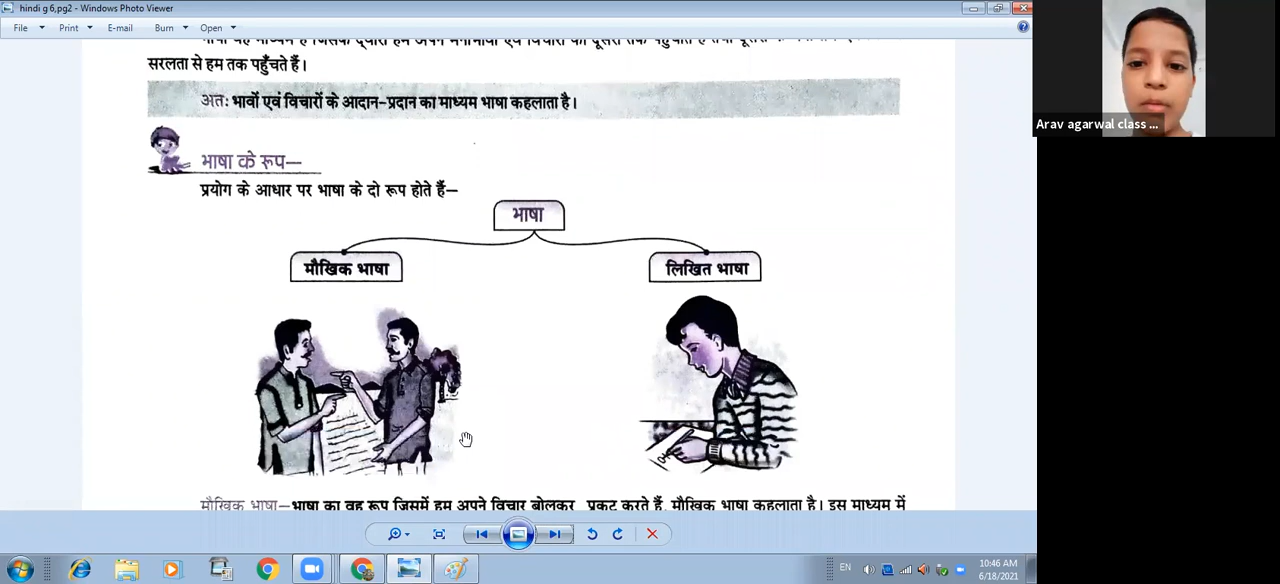 hindi g 6,pg2 - Windows Photo Viewer
File Print E-mail Burn Open
सरलता से हम तक पहुँचते हैं।
अतः भावों एवं विचारों के आदान-प्रदान का माध्यम भाषा कहलाता है।
भाषा के रूप—
प्रयोग के आधार पर भाषा के दो रूप होते हैं—
भाषा
मौखिक भाषा
लिखित भाषा
मौखिक भाषा— भाषा का वह रूप जिसमें हम अपने विचार बोलकर प्रकट करते हैं, मौखिक भाषा कहलाता है। इस माध्यम में
Arav agarwal class ...
EN
10:46 AM
6/18/2021